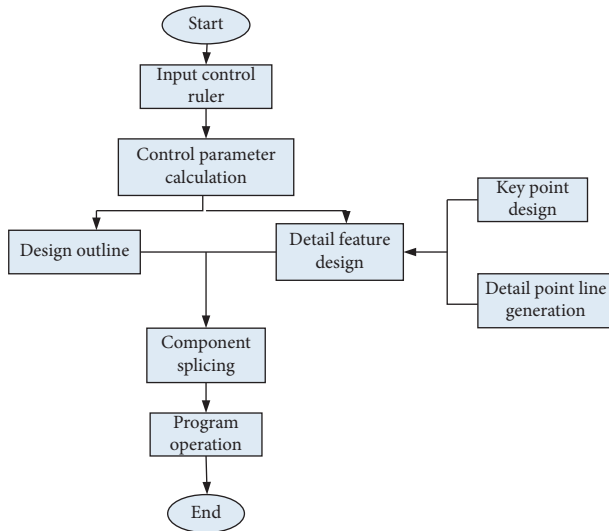 Start
Input control
ruler
Control parameter
calculation
Key point
design
Design outline
Detail feature
design
Detail point line
generation
Component
splicing
Program
operation
End